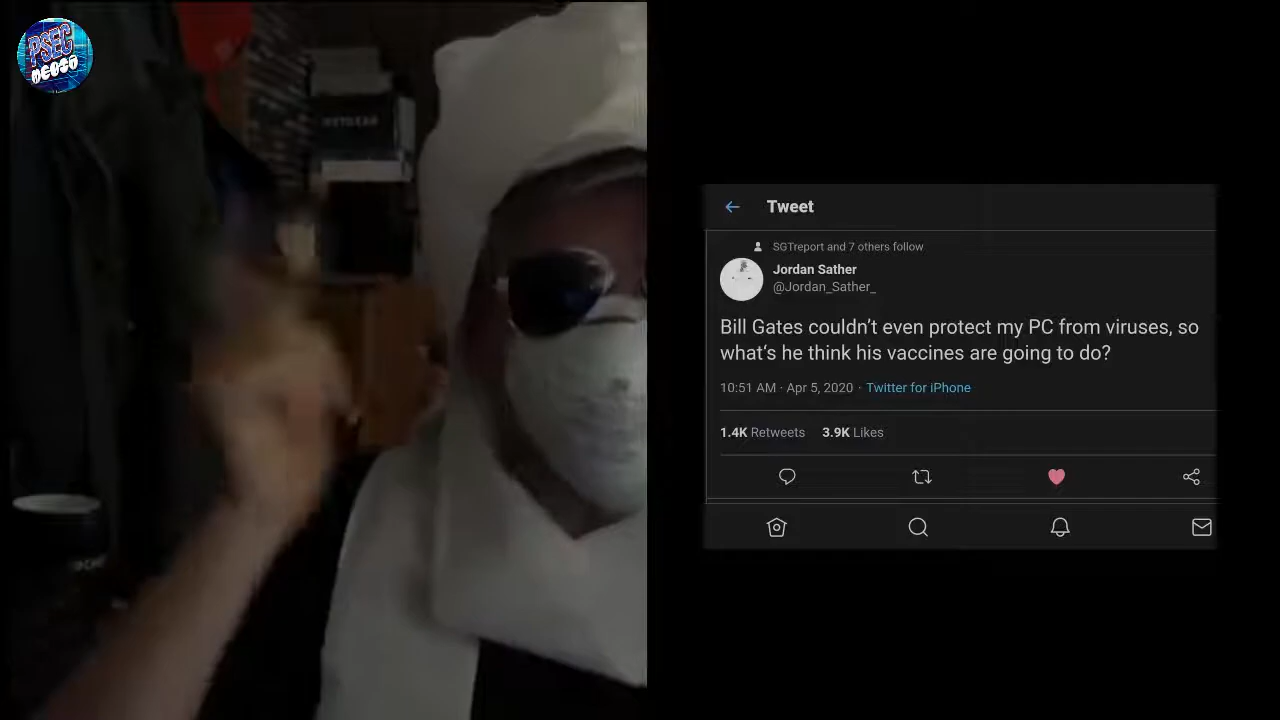 PSEC
NETGEAR
Tweet
SGTreport and 7 others follow
Jordan Sather
@Jordan_Sather_
Bill Gates couldn't even protect my PC from viruses, so
what's he think his vaccines are going to do?
10:51 AM · Apr 5, 2020 · Twitter for iPhone
1.4K Retweets 3.9K Likes